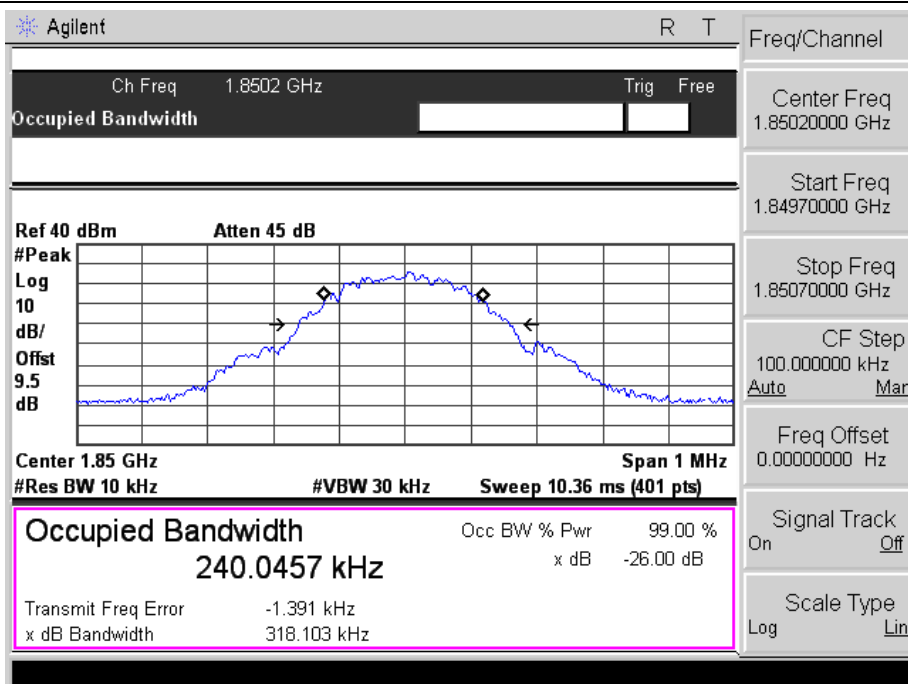 Agilent R T
Ch Freq 1.8502 GHz Trig Free
Occupied Bandwidth
Ref 40 dBm Atten 45 dB
#Peak
Log
10
dB/
Offst
9.5
dB
Center 1.85 GHz Span 1 MHz
#Res BW 10 kHz #VBW 30 kHz Sweep 10.36 ms (401 pts)
Occupied Bandwidth
240.0457 kHz
Occ BW % Pwr 99.00 %
x dB -26.00 dB
Transmit Freq Error -1.391 kHz
x dB Bandwidth 318.103 kHz
Freq/Channel
Center Freq
1.85020000 GHz
Start Freq
1.84970000 GHz
Stop Freq
1.85070000 GHz
CF Step
100.000000 kHz
Auto Man
Freq Offset
0.00000000 Hz
Signal Track
On Off
Scale Type
Log Lin